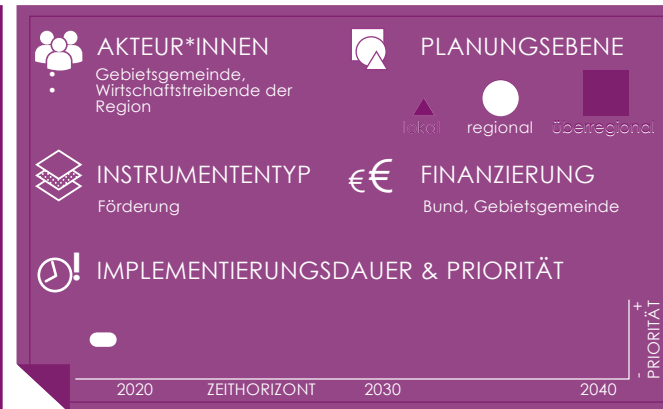 AKTEUR*INNEN
Gebietsgemeinde,
Wirtschaftstreibende der
Region
PLANUNGSEBENE
lokal
regional
überregional
INSTRUMENTENTYP
Förderung
€€
FINANZIERUNG
Bund, Gebietsgemeinde
!
IMPLEMENTIERUNGSDAUER & PRIORITÄT
- PRIORITÄT +
2020
ZEITHORIZONT
2030
2040